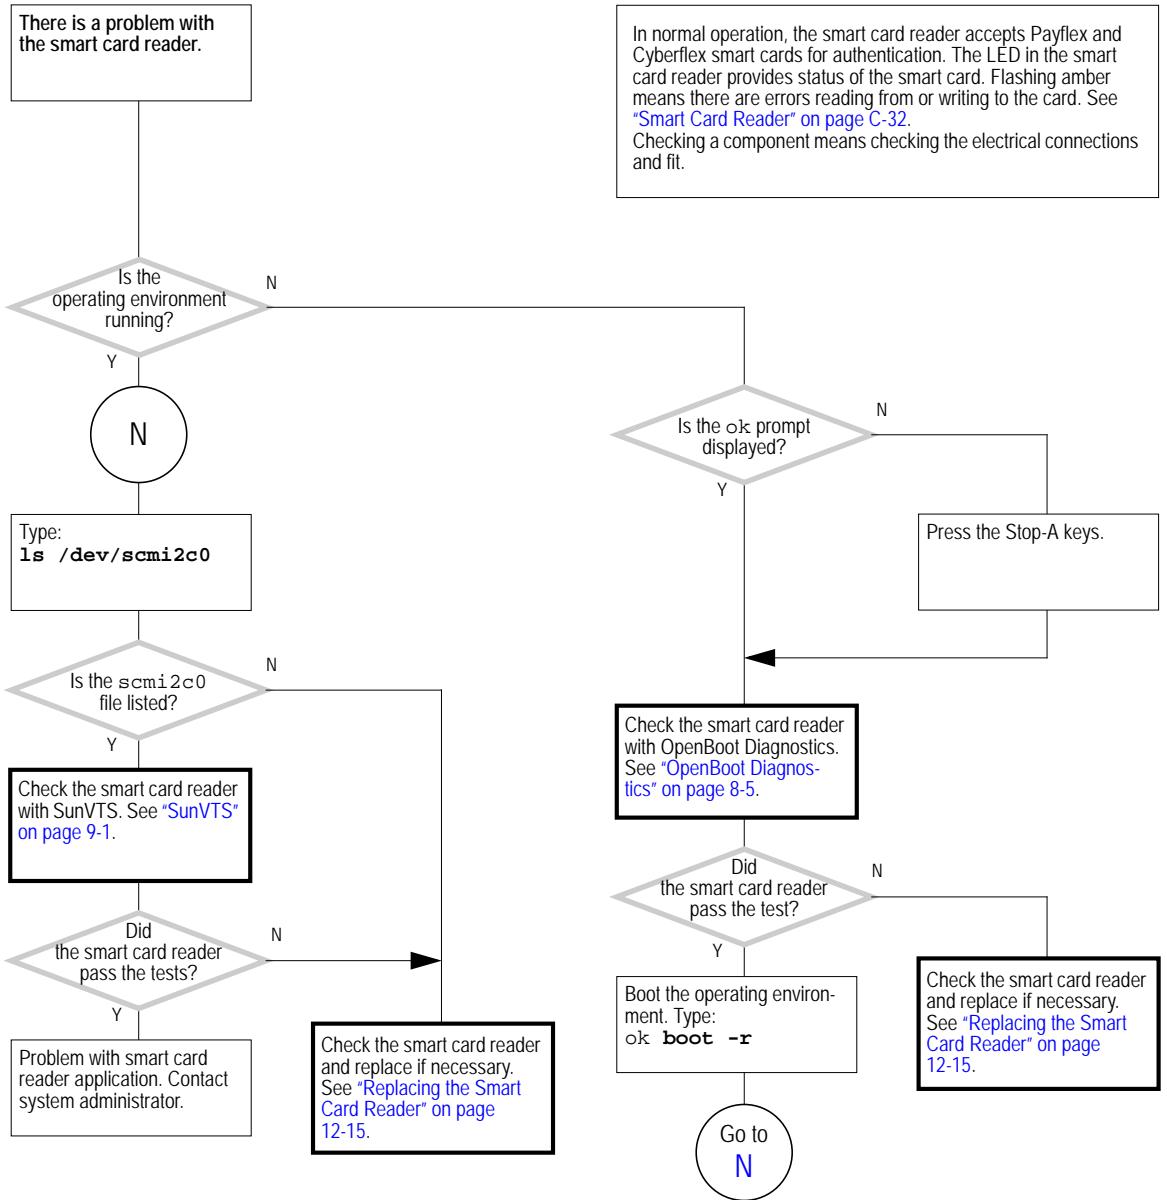 There is a problem with
the smart card reader.
In normal operation, the smart card reader accepts Payflex and
Cyberflex smart cards for authentication. The LED in the smart
card reader provides status of the smart card. Flashing amber
means there are errors reading from or writing to the card. See
“Smart Card Reader” on page C-32.
Checking a component means checking the electrical connections
and fit.
Is the
operating environment
running?
N
Y
N
Type:
ls /dev/scmi2c0
Is the scmi2c0
file listed?
N
Y
Check the smart card reader
with SunVTS. See “SunVTS”
on page 9-1.
Did
the smart card reader
pass the tests?
N
Y
Problem with smart card
reader application. Contact
system administrator.
Check the smart card reader
and replace if necessary.
See “Replacing the Smart
Card Reader” on page
12-15.
Is the ok prompt
displayed?
N
Y
Press the Stop-A keys.
Check the smart card reader
with OpenBoot Diagnostics.
See “OpenBoot Diagnos-
tics” on page 8-5.
Did
the smart card reader
pass the test?
N
Y
Boot the operating environ-
ment. Type:
ok boot -r
Check the smart card reader
and replace if necessary.
See “Replacing the Smart
Card Reader” on page
12-15.
Go to
N